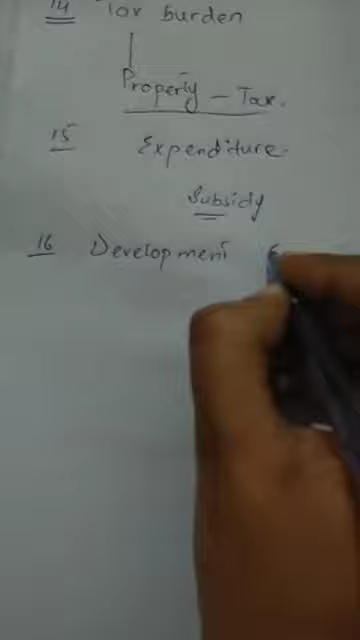 14 Tax burden
Property - Tax.
15 Expenditure.
Subsidy
16 Development